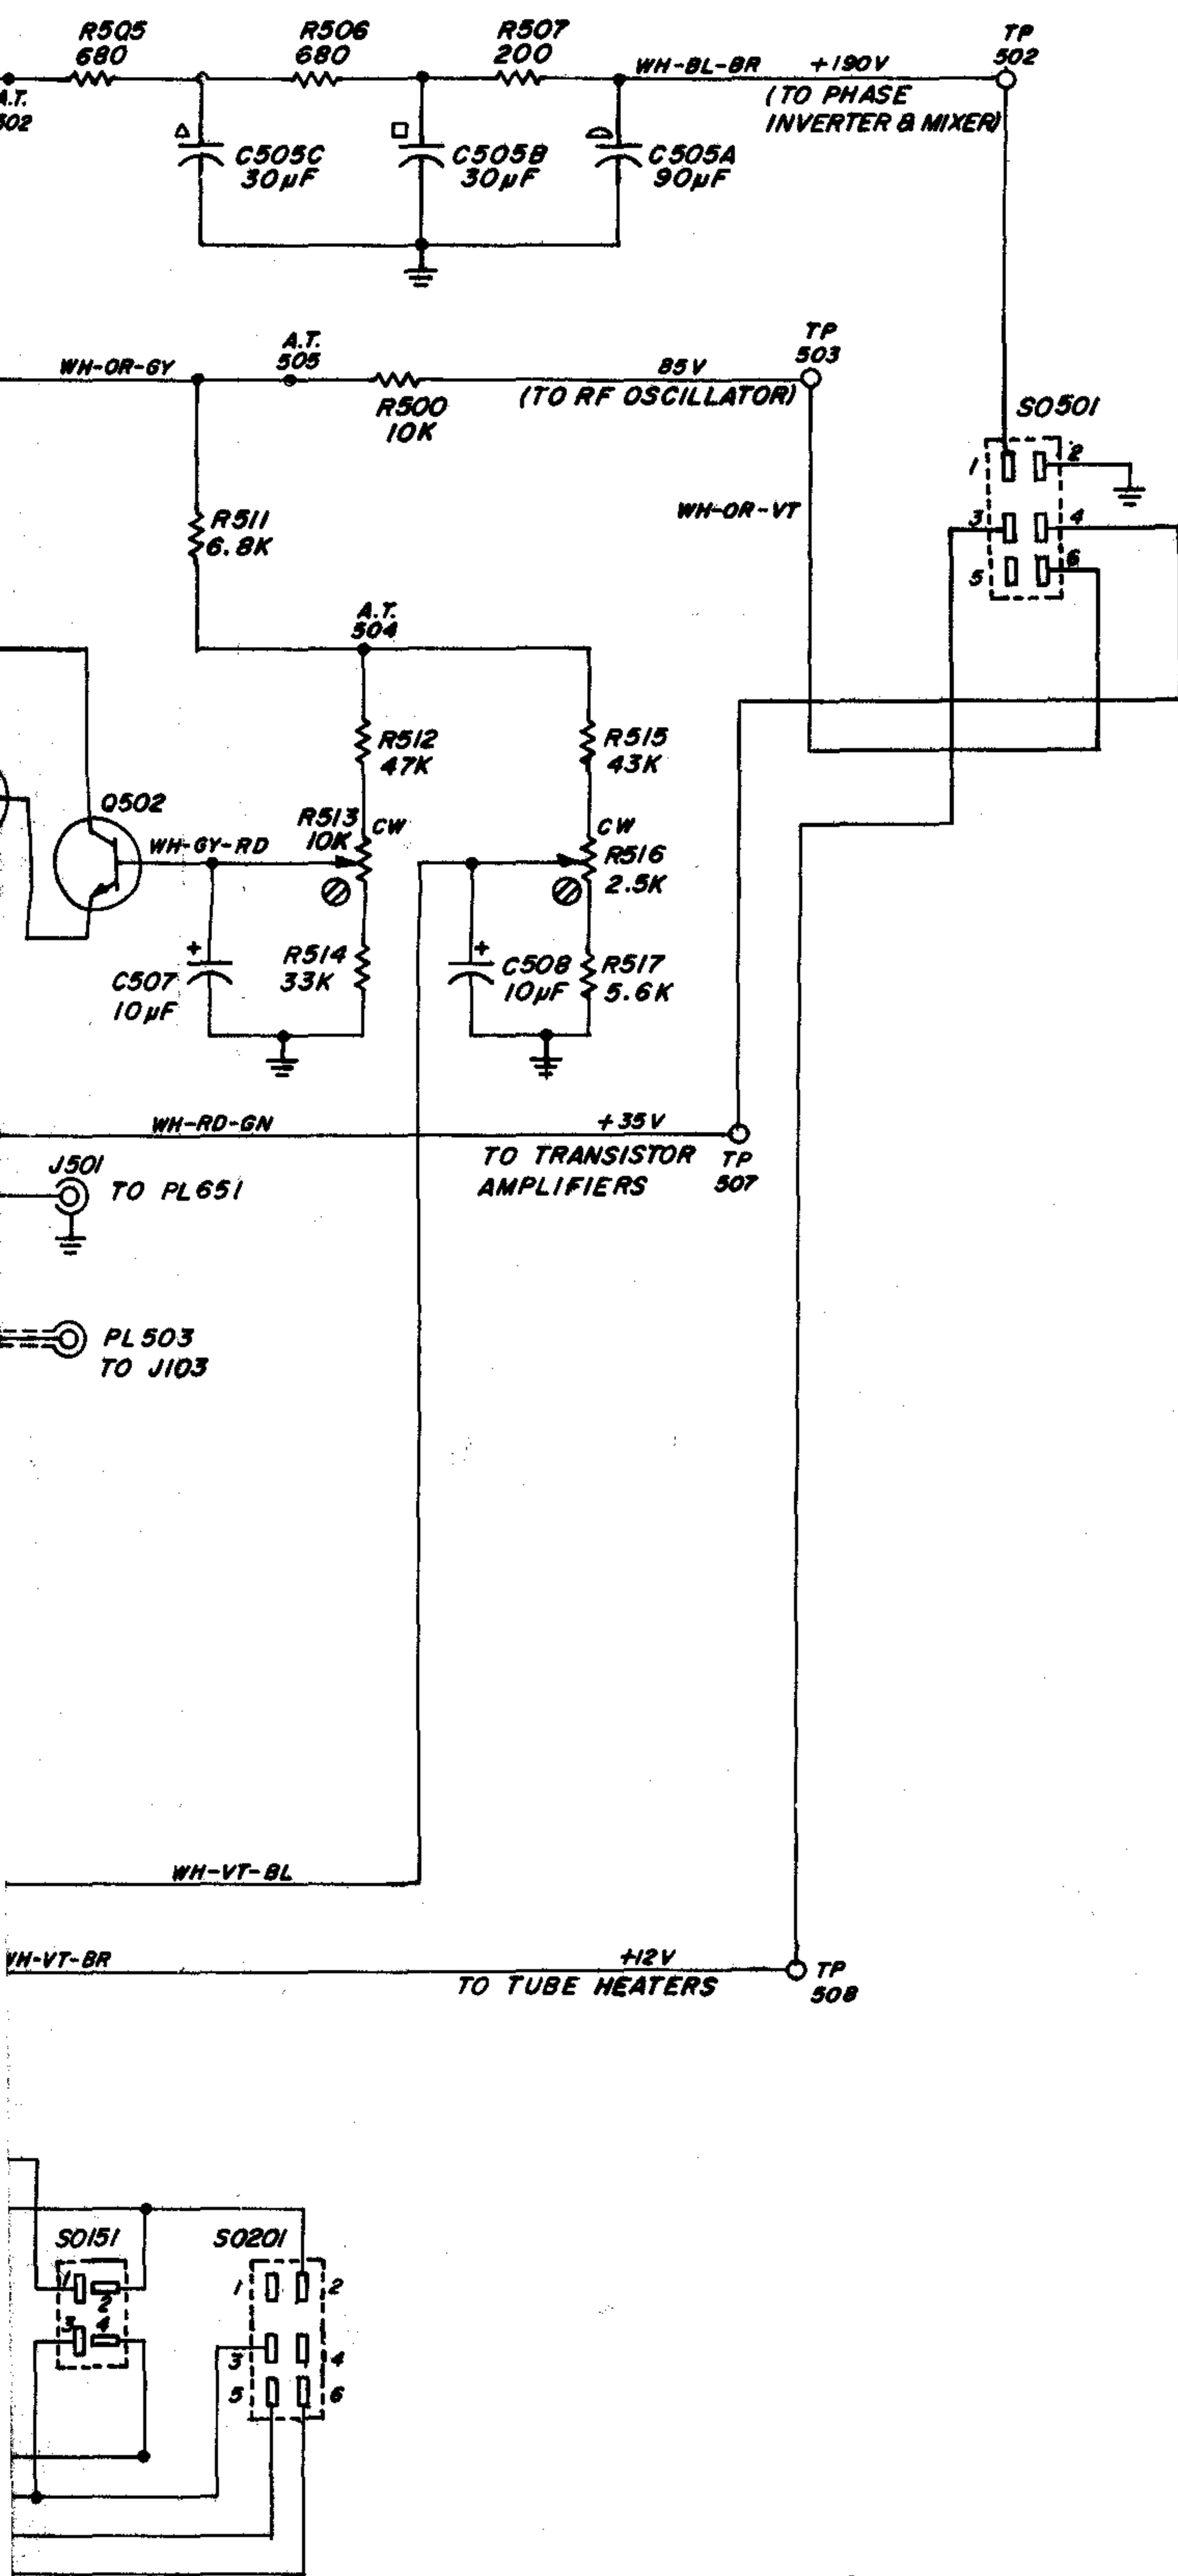 R505
680
R506
680
R507
200
TP
502
WH-BL-BR
+190V
A.T.
502
(TO PHASE
INVERTER & MIXER)
C505C
30µF
C505B
30µF
C505A
90µF
WH-OR-GY
A.T.
505
R500
10K
85V
(TO RF OSCILLATOR)
TP
503
SO501
1
2
3
4
5
6
WH-OR-VT
R511
6.8K
A.T.
504
R512
47K
R515
43K
Q502
WH-GY-RD
R513
10K
CW
CW
R516
2.5K
+
C507
10µF
R514
33K
+
C508
10µF
R517
5.6K
WH-RD-GN
+35V
TO TRANSISTOR
AMPLIFIERS
TP
507
J501
TO PL651
PL503
TO J103
WH-VT-BL
WH-VT-BR
+12V
TO TUBE HEATERS
TP
508
SO151
1
2
3
4
SO201
1
2
3
4
5
6